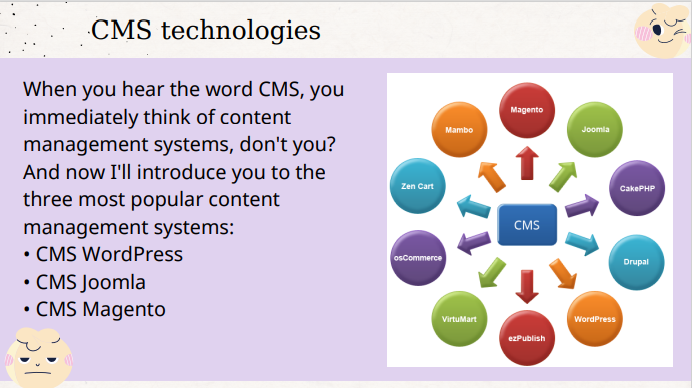 CMS technologies
When you hear the word CMS, you
immediately think of content
management systems, don't you?
And now I'll introduce you to the
three most popular content
management systems:
• CMS WordPress
• CMS Joomla
• CMS Magento
Magento
Mambo
Joomla
Zen Cart
CakePHP
CMS
osCommerce
Drupal
VirtuMart
WordPress
ezPublish